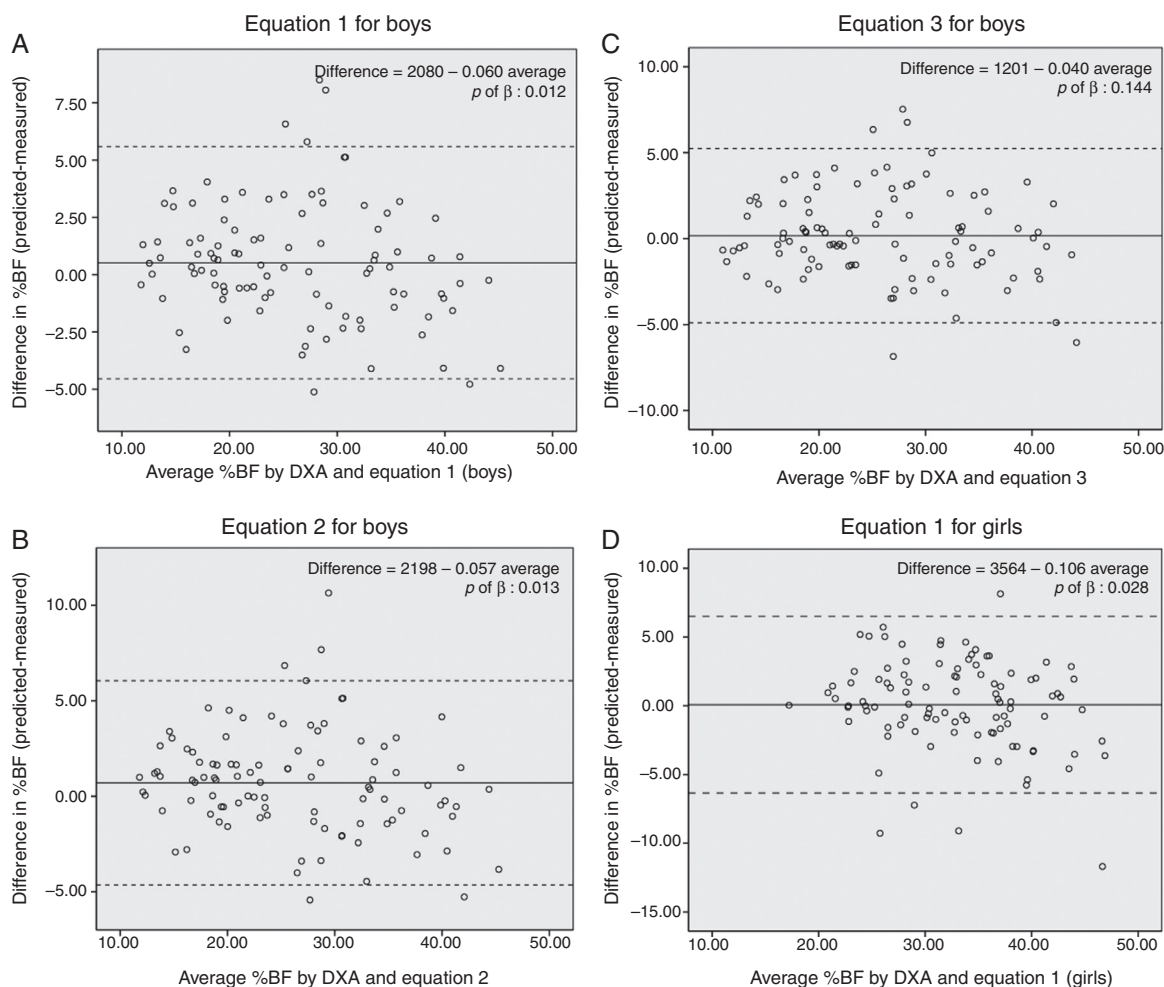 A
Equation 1 for boys
Difference = 2080 – 0.060 average
p of β : 0.012
Difference in %BF (predicted-measured)
7.50
5.00
2.50
0.00
–2.50
–5.00
10.00 20.00 30.00 40.00 50.00
Average %BF by DXA and equation 1 (boys)
C
Equation 3 for boys
Difference = 1201 – 0.040 average
p of β : 0.144
Difference in %BF (predicted-measured)
10.00
5.00
0.00
–5.00
–10.00
10.00 20.00 30.00 40.00 50.00
Average %BF by DXA and equation 3
B
Equation 2 for boys
Difference = 2198 – 0.057 average
p of β : 0.013
Difference in %BF (predicted-measured)
10.00
5.00
0.00
–5.00
10.00 20.00 30.00 40.00 50.00
Average %BF by DXA and equation 2
D
Equation 1 for girls
Difference = 3564 – 0.106 average
p of β : 0.028
Difference in %BF (predicted-measured)
10.00
5.00
0.00
–5.00
–10.00
–15.00
10.00 20.00 30.00 40.00 50.00
Average %BF by DXA and equation 1 (girls)